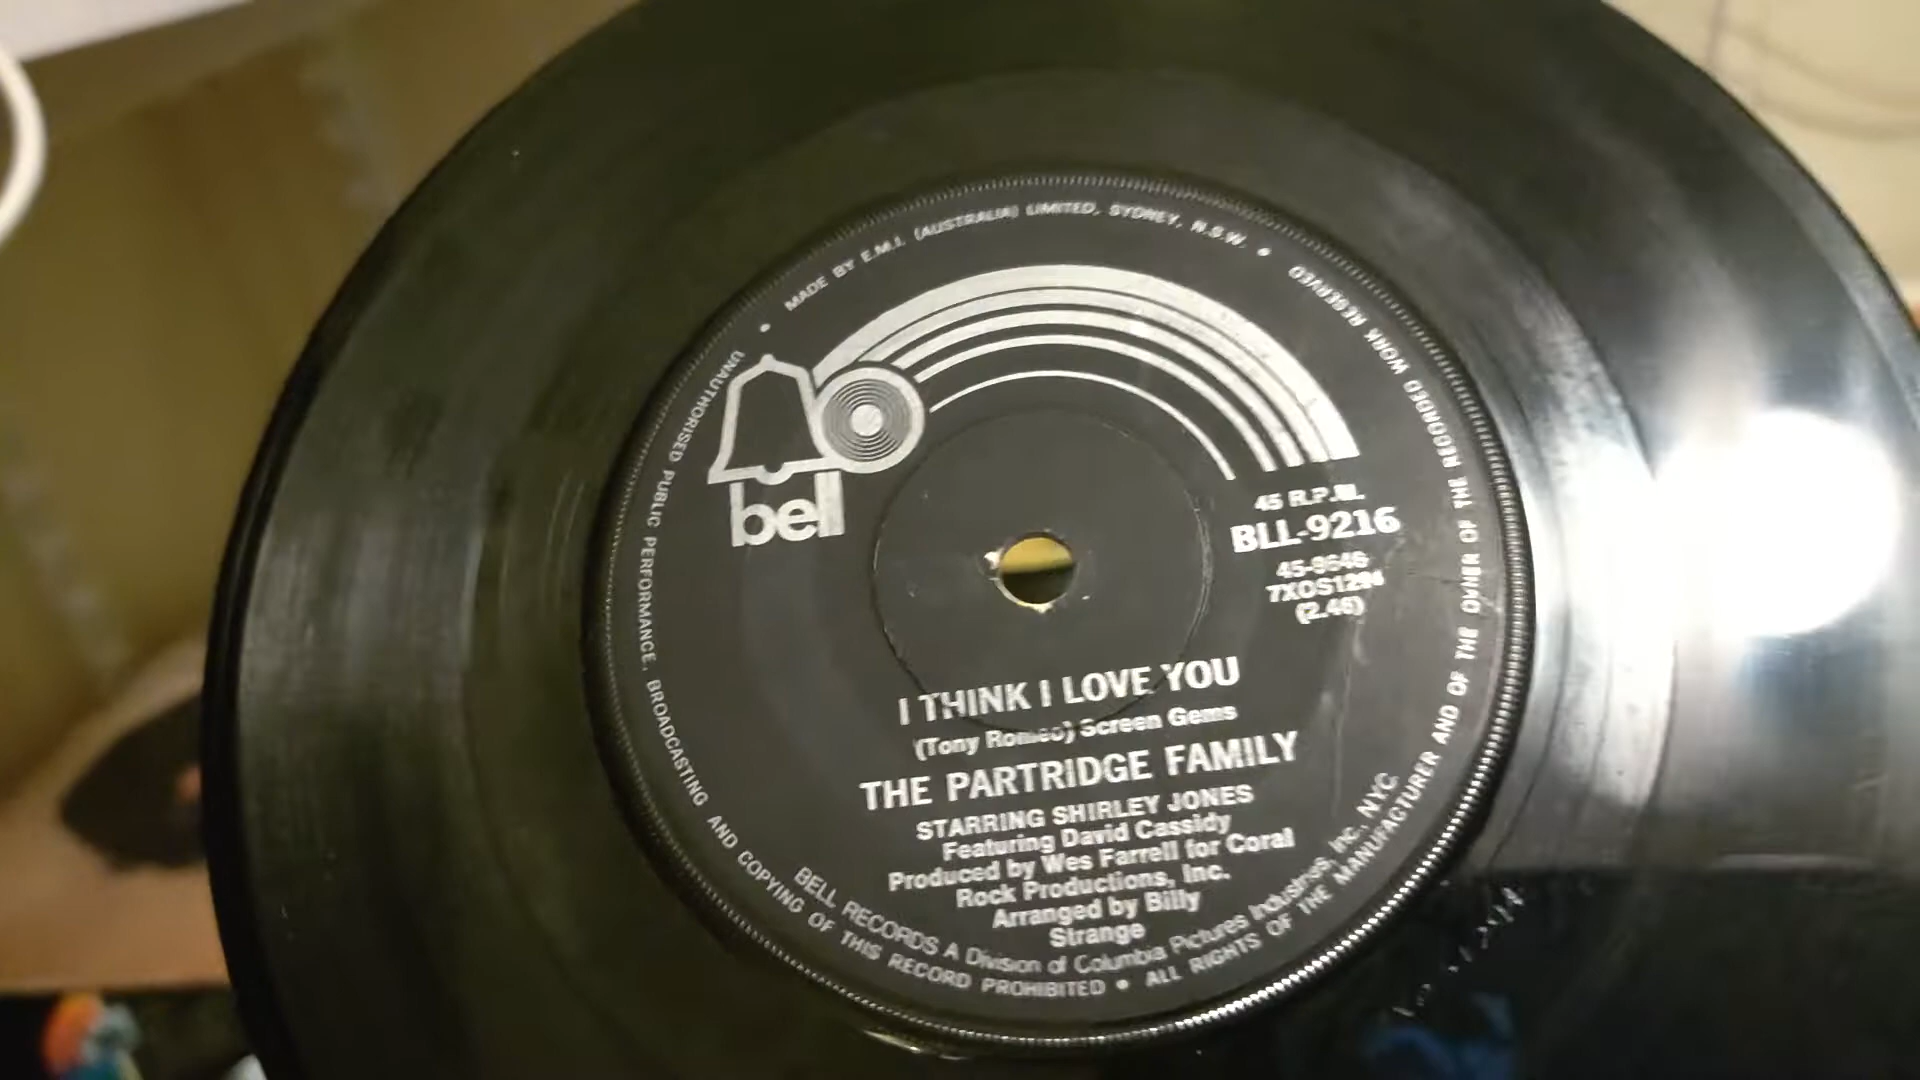 MADE BY E.M.I. (AUSTRALIA) LIMITED, SYDNEY, N.S.W. • ALL RIGHTS OF THE MANUFACTURER AND OF THE OWNER OF THE RECORDED WORK RESERVED
UNAUTHORISED PUBLIC PERFORMANCE, BROADCASTING AND COPYING OF THIS RECORD PROHIBITED •
bell
45 R.P.M.
BLL-9216
(2.46)
I THINK I LOVE YOU
(Tony Romeo) Screen Gems
THE PARTRIDGE FAMILY
STARRING SHIRLEY JONES
Featuring David Cassidy
Produced by Wes Farrell for Coral
Rock Productions, Inc.
Arranged by Billy
Strange
BELL RECORDS A Division of Columbia Pictures Industries, Inc., NYC